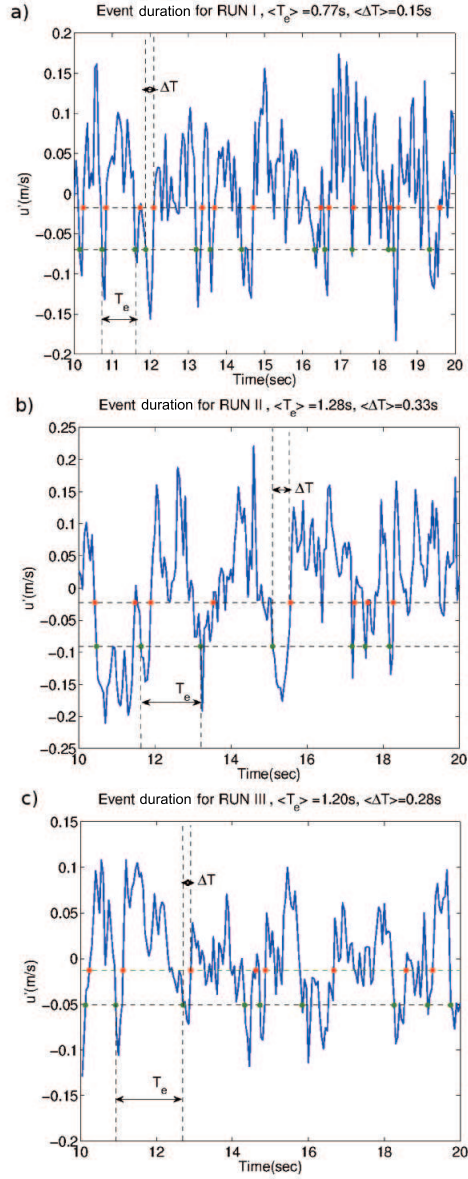 a)
Event duration for RUN I , <Te> =0.77s, <ΔT>=0.15s
0.2
0.15
0.1
0.05
0
−0.05
−0.1
−0.15
−0.2
u'(m/s)
ΔT
Te
10 11 12 13 14 15 16 17 18 19 20
Time(sec)
b)
Event duration for RUN II , <Te> =1.28s, <ΔT>=0.33s
0.25
0.2
0.15
0.1
0.05
0
−0.05
−0.1
−0.15
−0.2
−0.25
u'(m/s)
ΔT
Te
10 12 14 16 18 20
Time(sec)
c)
Event duration for RUN III , <Te> =1.20s, <ΔT>=0.28s
0.15
0.1
0.05
0
−0.05
−0.1
−0.15
−0.2
u'(m/s)
ΔT
Te
10 12 14 16 18 20
Time(sec)